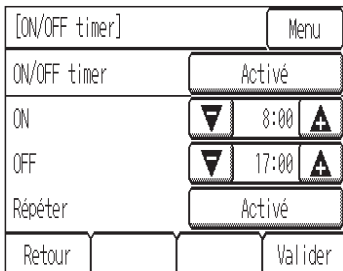 [ON/OFF timer] Menu
ON/OFF timer Activé
ON 8:00
OFF 17:00
Répéter Activé
Retour Valider